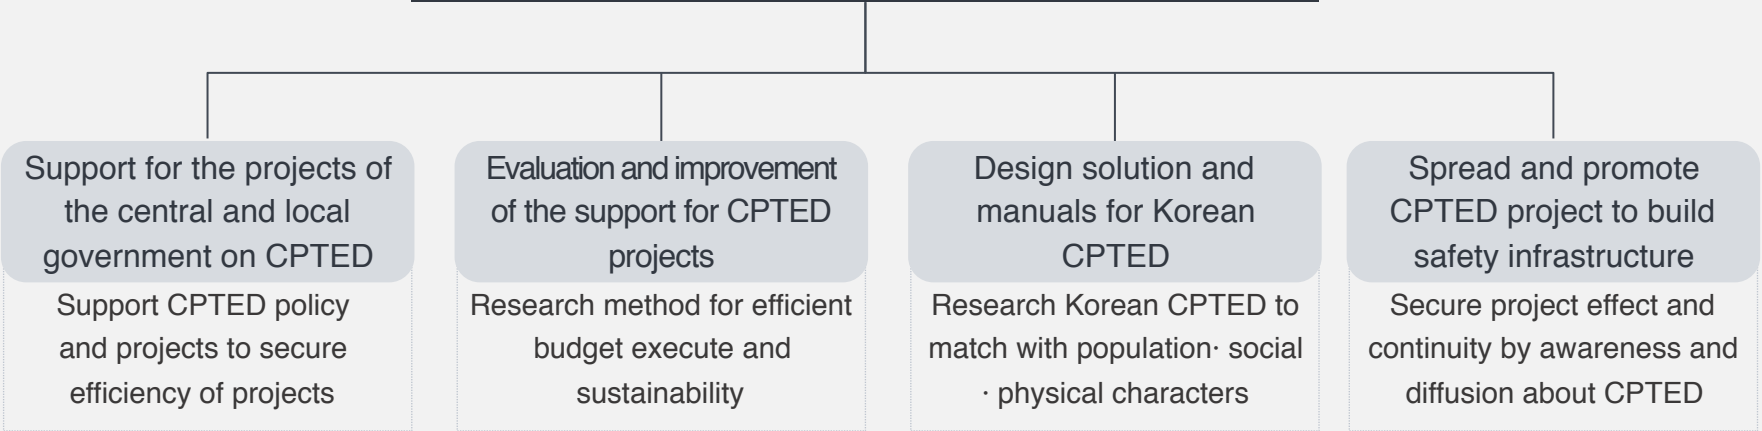 Support for the projects of
the central and local
government on CPTED
Support CPTED policy
and projects to secure
efficiency of projects
Evaluation and improvement
of the support for CPTED
projects
Research method for efficient
budget execute and
sustainability
Design solution and
manuals for Korean
CPTED
Research Korean CPTED to
match with population· social
· physical characters
Spread and promote
CPTED project to build
safety infrastructure
Secure project effect and
continuity by awareness and
diffusion about CPTED